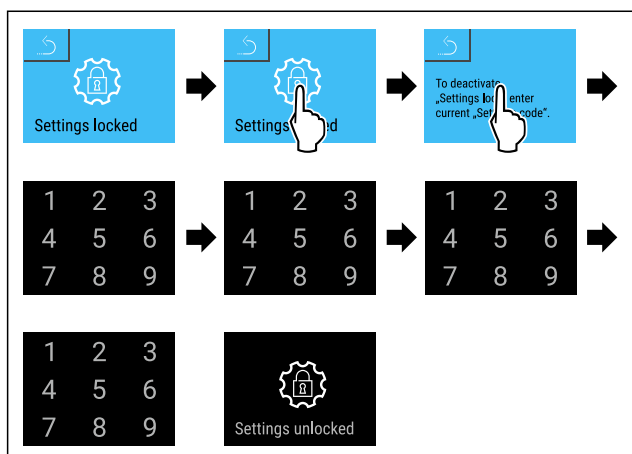 Settings locked
Settings ed
To deactivate
„Settings lo enter
current „Set code“.
1 2 3
4 5 6
7 8 9
1 2 3
4 5 6
7 8 9
1 2 3
4 5 6
7 8 9
1 2 3
4 5 6
7 8 9
Settings unlocked